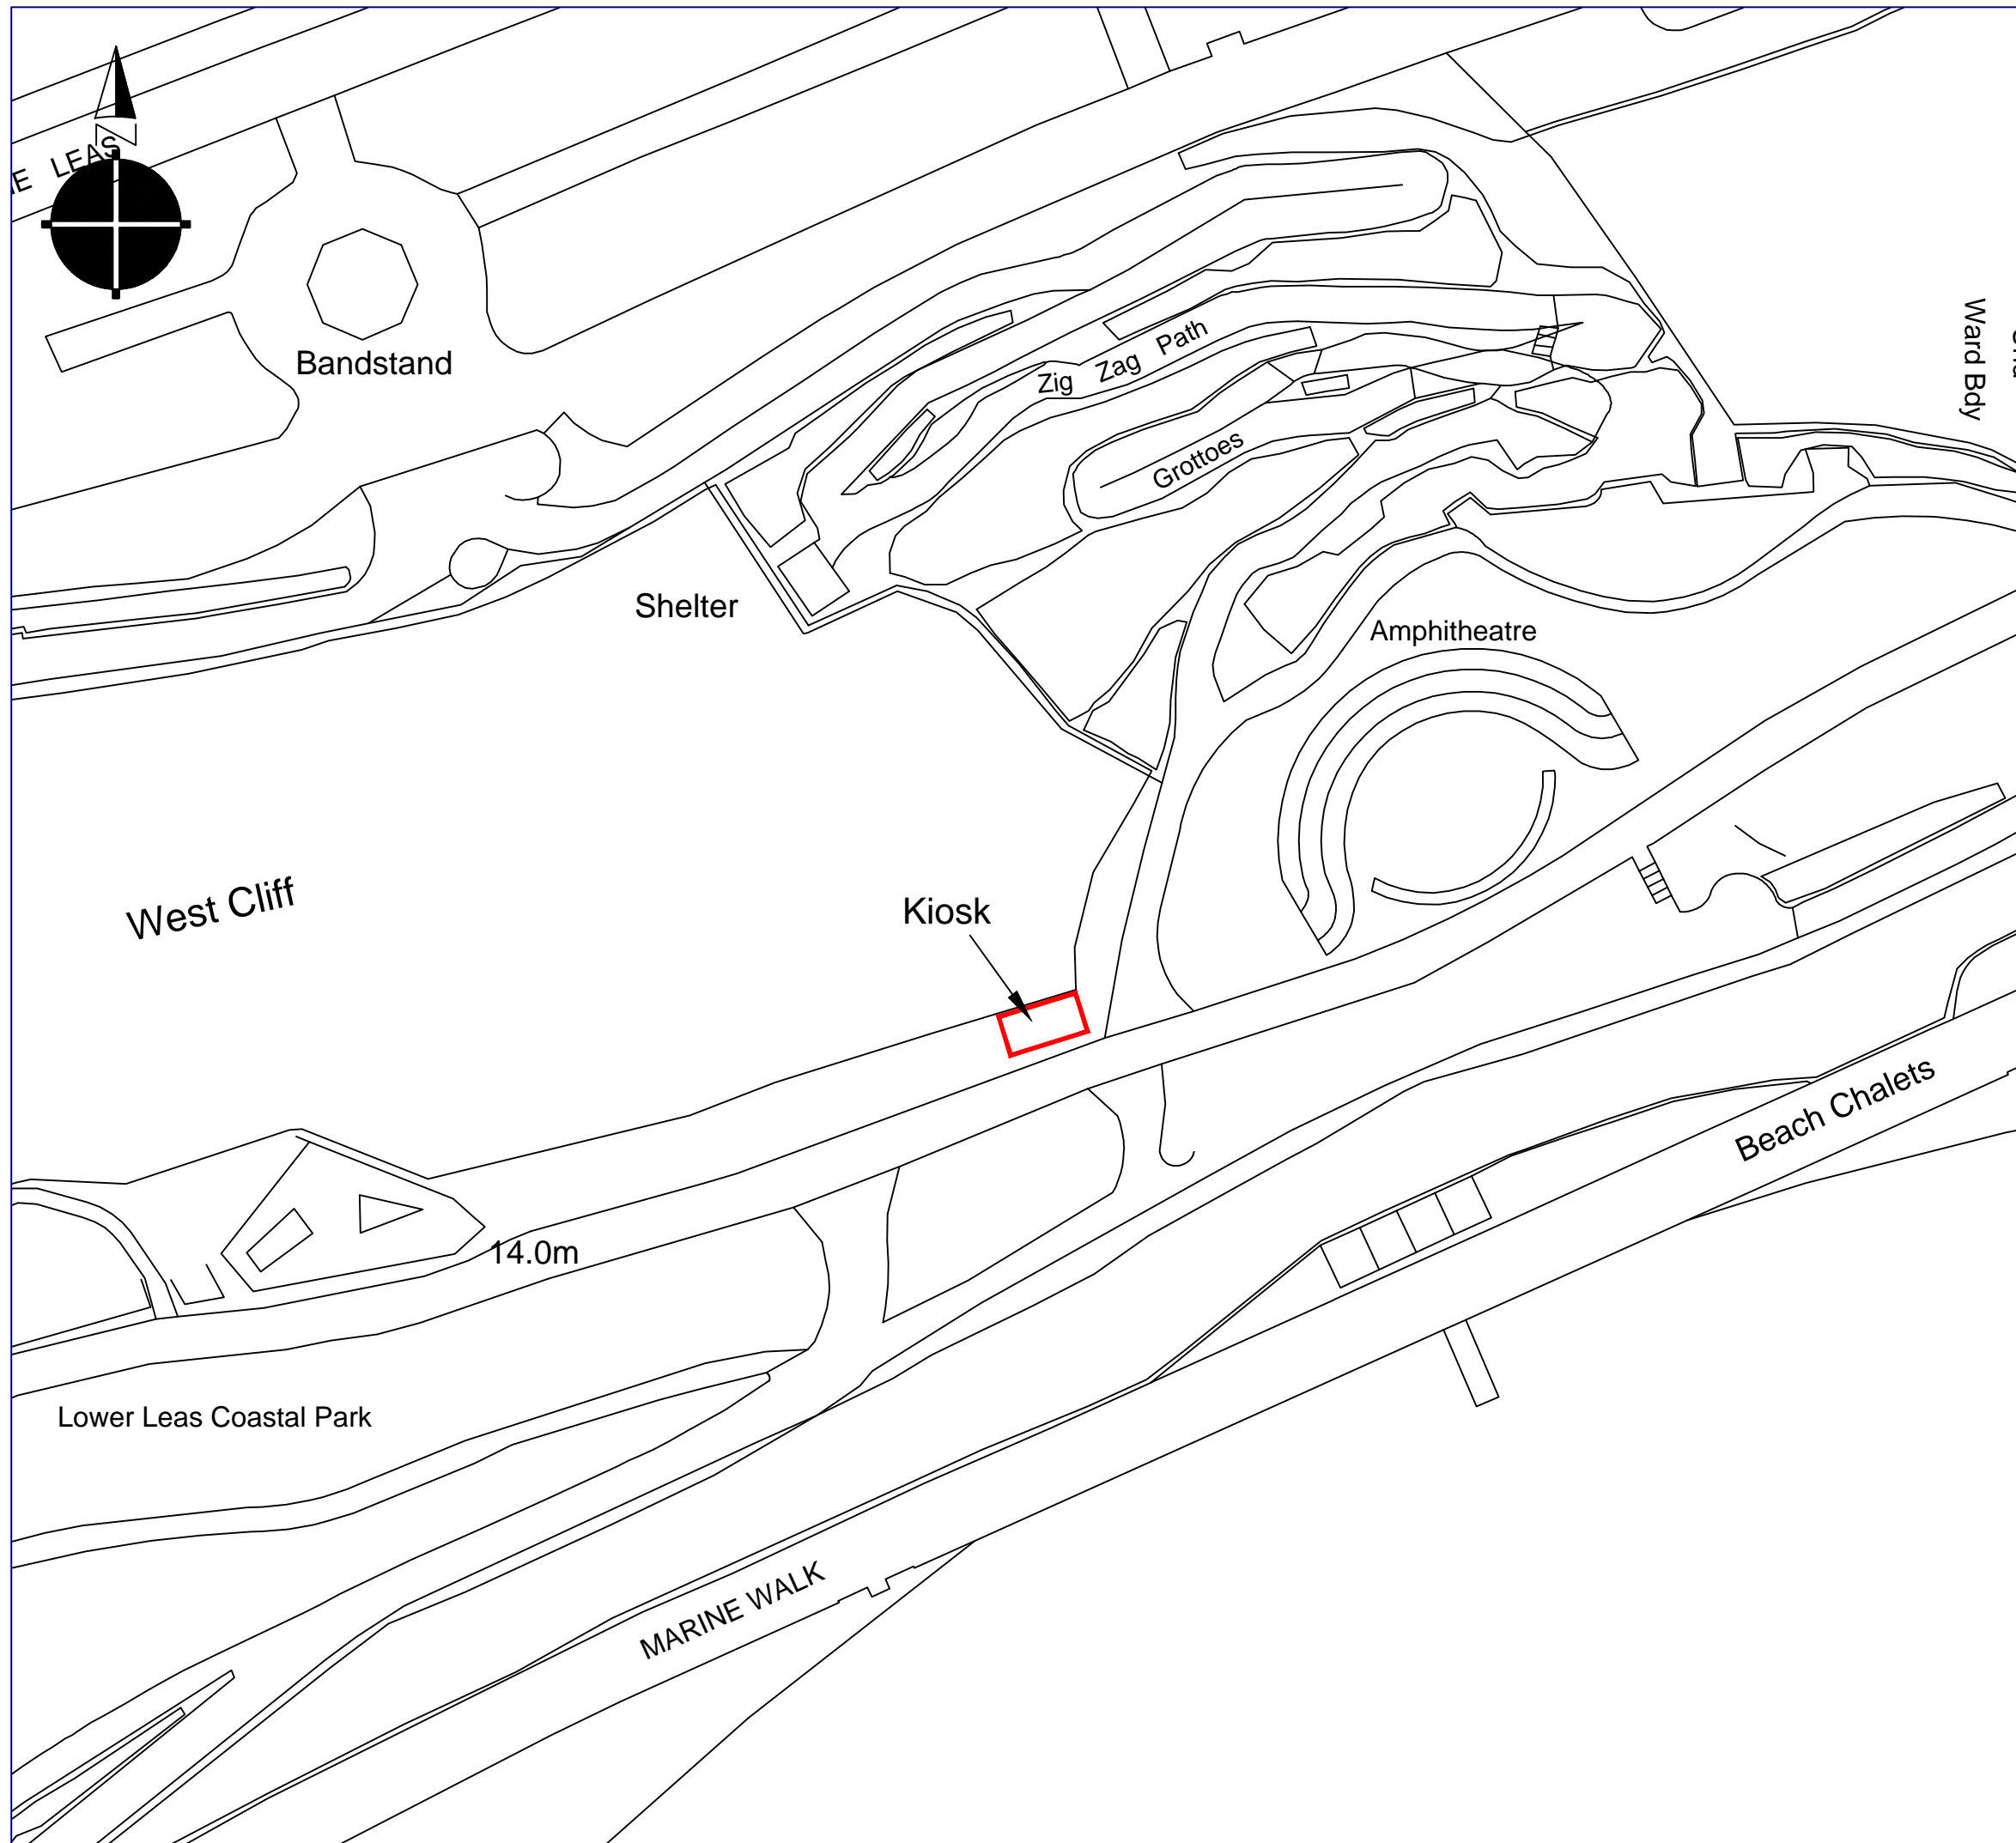 LEAS
Bandstand
Zig Zag Path
Ward Bdy
Grottoes
Shelter
Amphitheatre
West Cliff
Kiosk
Beach Chalets
14.0m
Lower Leas Coastal Park
MARINE WALK